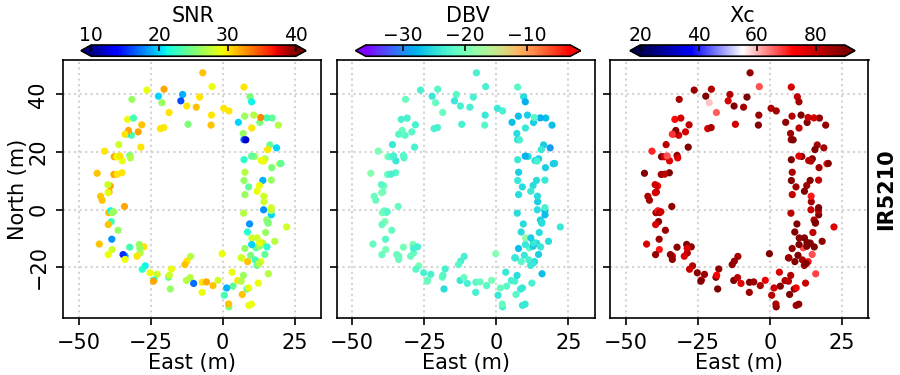 SNR DBV Xc
10 20 30 40 −30 −20 −10 20 40 60 80
40
20
0
−20
North (m)
IR5210
−50 −25 0 25 −50 −25 0 25 −50 −25 0 25
East (m) East (m) East (m)